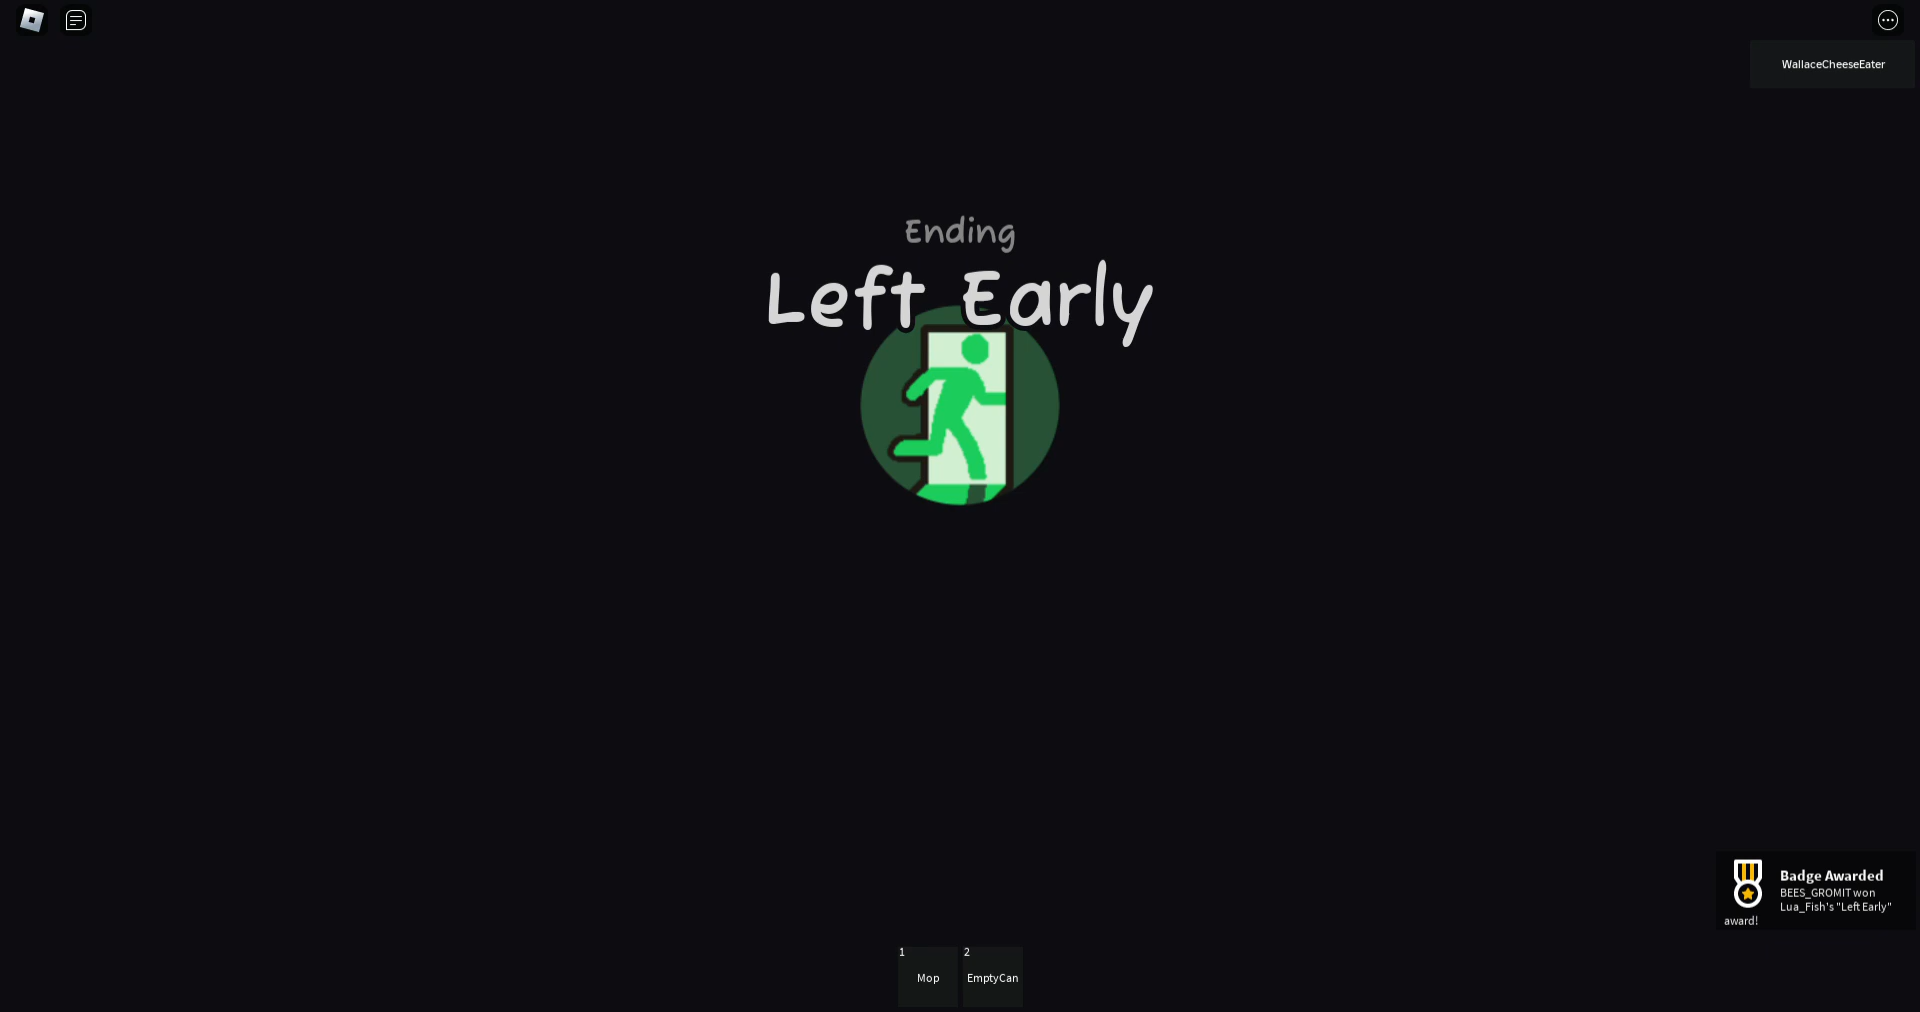 WallaceCheeseEater
Ending
Left Early
Badge Awarded
BEES_GROMIT won
Lua_Fish's "Left Early"
award!
1
Mop
2
EmptyCan